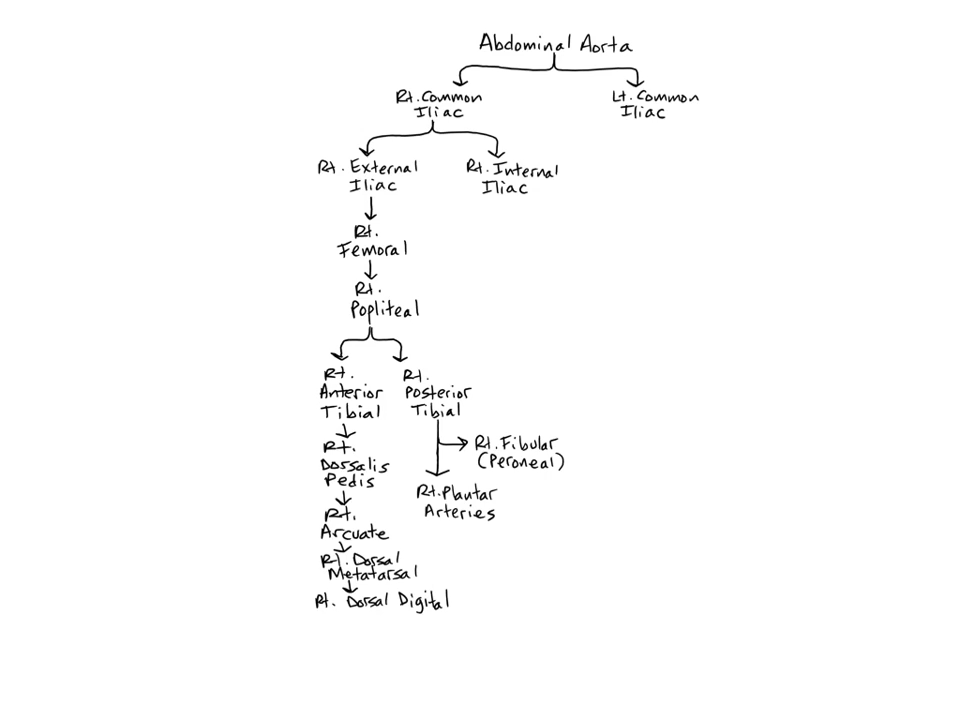 Abdominal Aorta
Rt. Common
Iliac
Lt. Common
Iliac
Rt. External
Iliac
Rt. Internal
Iliac
Rt.
Femoral
Rt.
Popliteal
Rt.
Anterior
Tibial
Rt.
Posterior
Tibial
Rt. Fibular
(Peroneal)
Rt.
Dorsalis
Pedis
Rt. Plantar
Arteries
Rt.
Arcuate
Rt. Dorsal
Metatarsal
Rt. Dorsal Digital